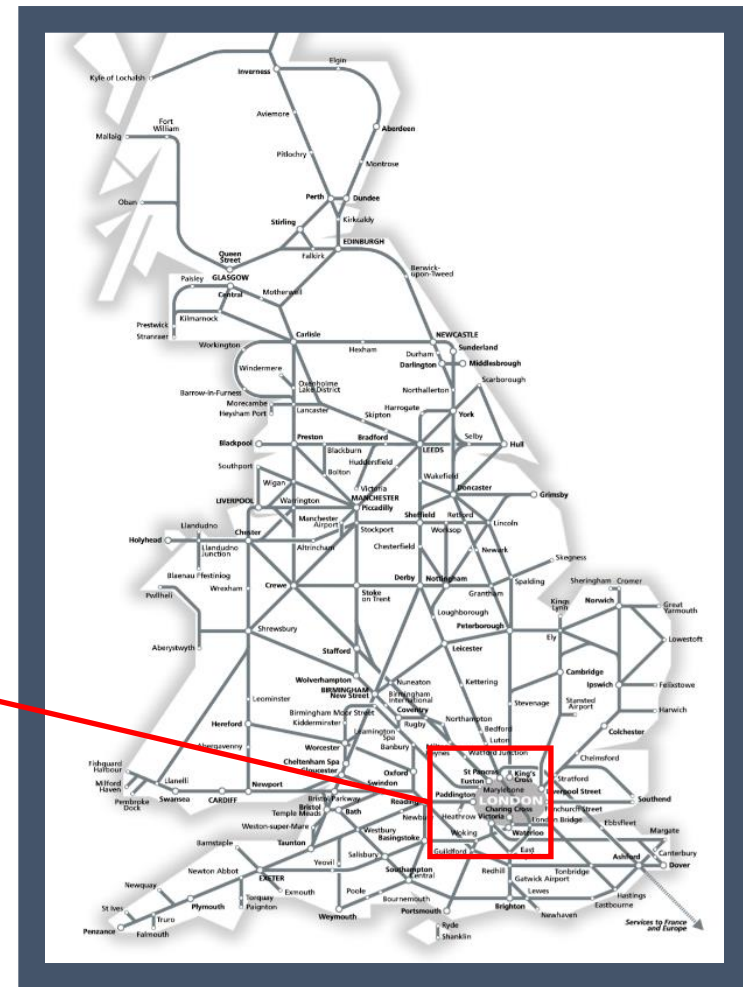 Elgin
Inverness
Kyle of Lochalsh
Aviemore
Fort
William
Aberdeen
Mallaig
Pitlochry
Montrose
Perth
Dundee
Oban
Kirkcaldy
Stirling
EDINBURGH
Queen
Street
Falkirk
Berwick-
upon-Tweed
Paisley
GLASGOW
Central
Motherwell
Kilmarnock
Prestwick
Stranraer
Carlisle
NEWCASTLE
Workington
Hexham
Sunderland
Durham
Darlington
Middlesbrough
Windermere
Oxenholme
Lake District
Scarborough
Barrow-in-Furness
Northallerton
Morecambe
Heysham Port
Lancaster
Harrogate
Skipton
York
Blackpool
Preston
Bradford
Selby
Hull
LEEDS
Blackburn
Huddersfield
Southport
Bolton
Wakefield
Wigan
Victoria
Doncaster
MANCHESTER
Piccadilly
Grimsby
LIVERPOOL
Warrington
Manchester
Airport
Sheffield
Retford
Lincoln
Llandudno
Stockport
Worksop
Holyhead
Chester
Llandudno
Junction
Altrincham
Chesterfield
Newark
Skegness
Blaenau Ffestiniog
Pwllheli
Wrexham
Crewe
Stoke
on Trent
Derby
Nottingham
Grantham
Spalding
Sheringham
Cromer
Kings
Lynn
Norwich
Great
Yarmouth
Loughborough
Peterborough
Shrewsbury
Ely
Lowestoft
Aberystwyth
Stafford
Leicester
Cambridge
Wolverhampton
BIRMINGHAM
New Street
Nuneaton
Birmingham
International
Kettering
Ipswich
Felixstowe
Leominster
Coventry
Stevenage
Stansted
Airport
Harwich
Birmingham Moor Street
Kidderminster
Rugby
Northampton
Hereford
Leamington
Spa
Bedford
Colchester
Abergavenny
Worcester
Banbury
Milton
Keynes
Luton
Watford Junction
Chelmsford
Fishguard
Harbour
Cheltenham Spa
Gloucester
Oxford
St Pancras
Euston
King's
Cross
Stratford
Milford
Haven
Llanelli
Swindon
Marylebone
Liverpool Street
Pembroke
Dock
Swansea
CARDIFF
Newport
Bristol Parkway
Reading
Paddington
LONDON
Fenchurch Street
Southend
Bristol
Temple Meads
Bath
Charing Cross
Heathrow
Victoria
London Bridge
Ebbsfleet
Weston-super-Mare
Westbury
Basingstoke
Woking
Waterloo
Margate
Barnstaple
Taunton
Guildford
East
Canterbury
Yeovil
Salisbury
Ashford
Dover
Newton Abbot
EXETER
Southampton
Central
Redhill
Tonbridge
Gatwick Airport
Newquay
Exmouth
Poole
Lewes
Hastings
St Ives
Plymouth
Torquay
Paignton
Bournemouth
Eastbourne
Truro
Weymouth
Portsmouth
Brighton
Newhaven
Penzance
Falmouth
Ryde
Shanklin
Services to France
and Europe